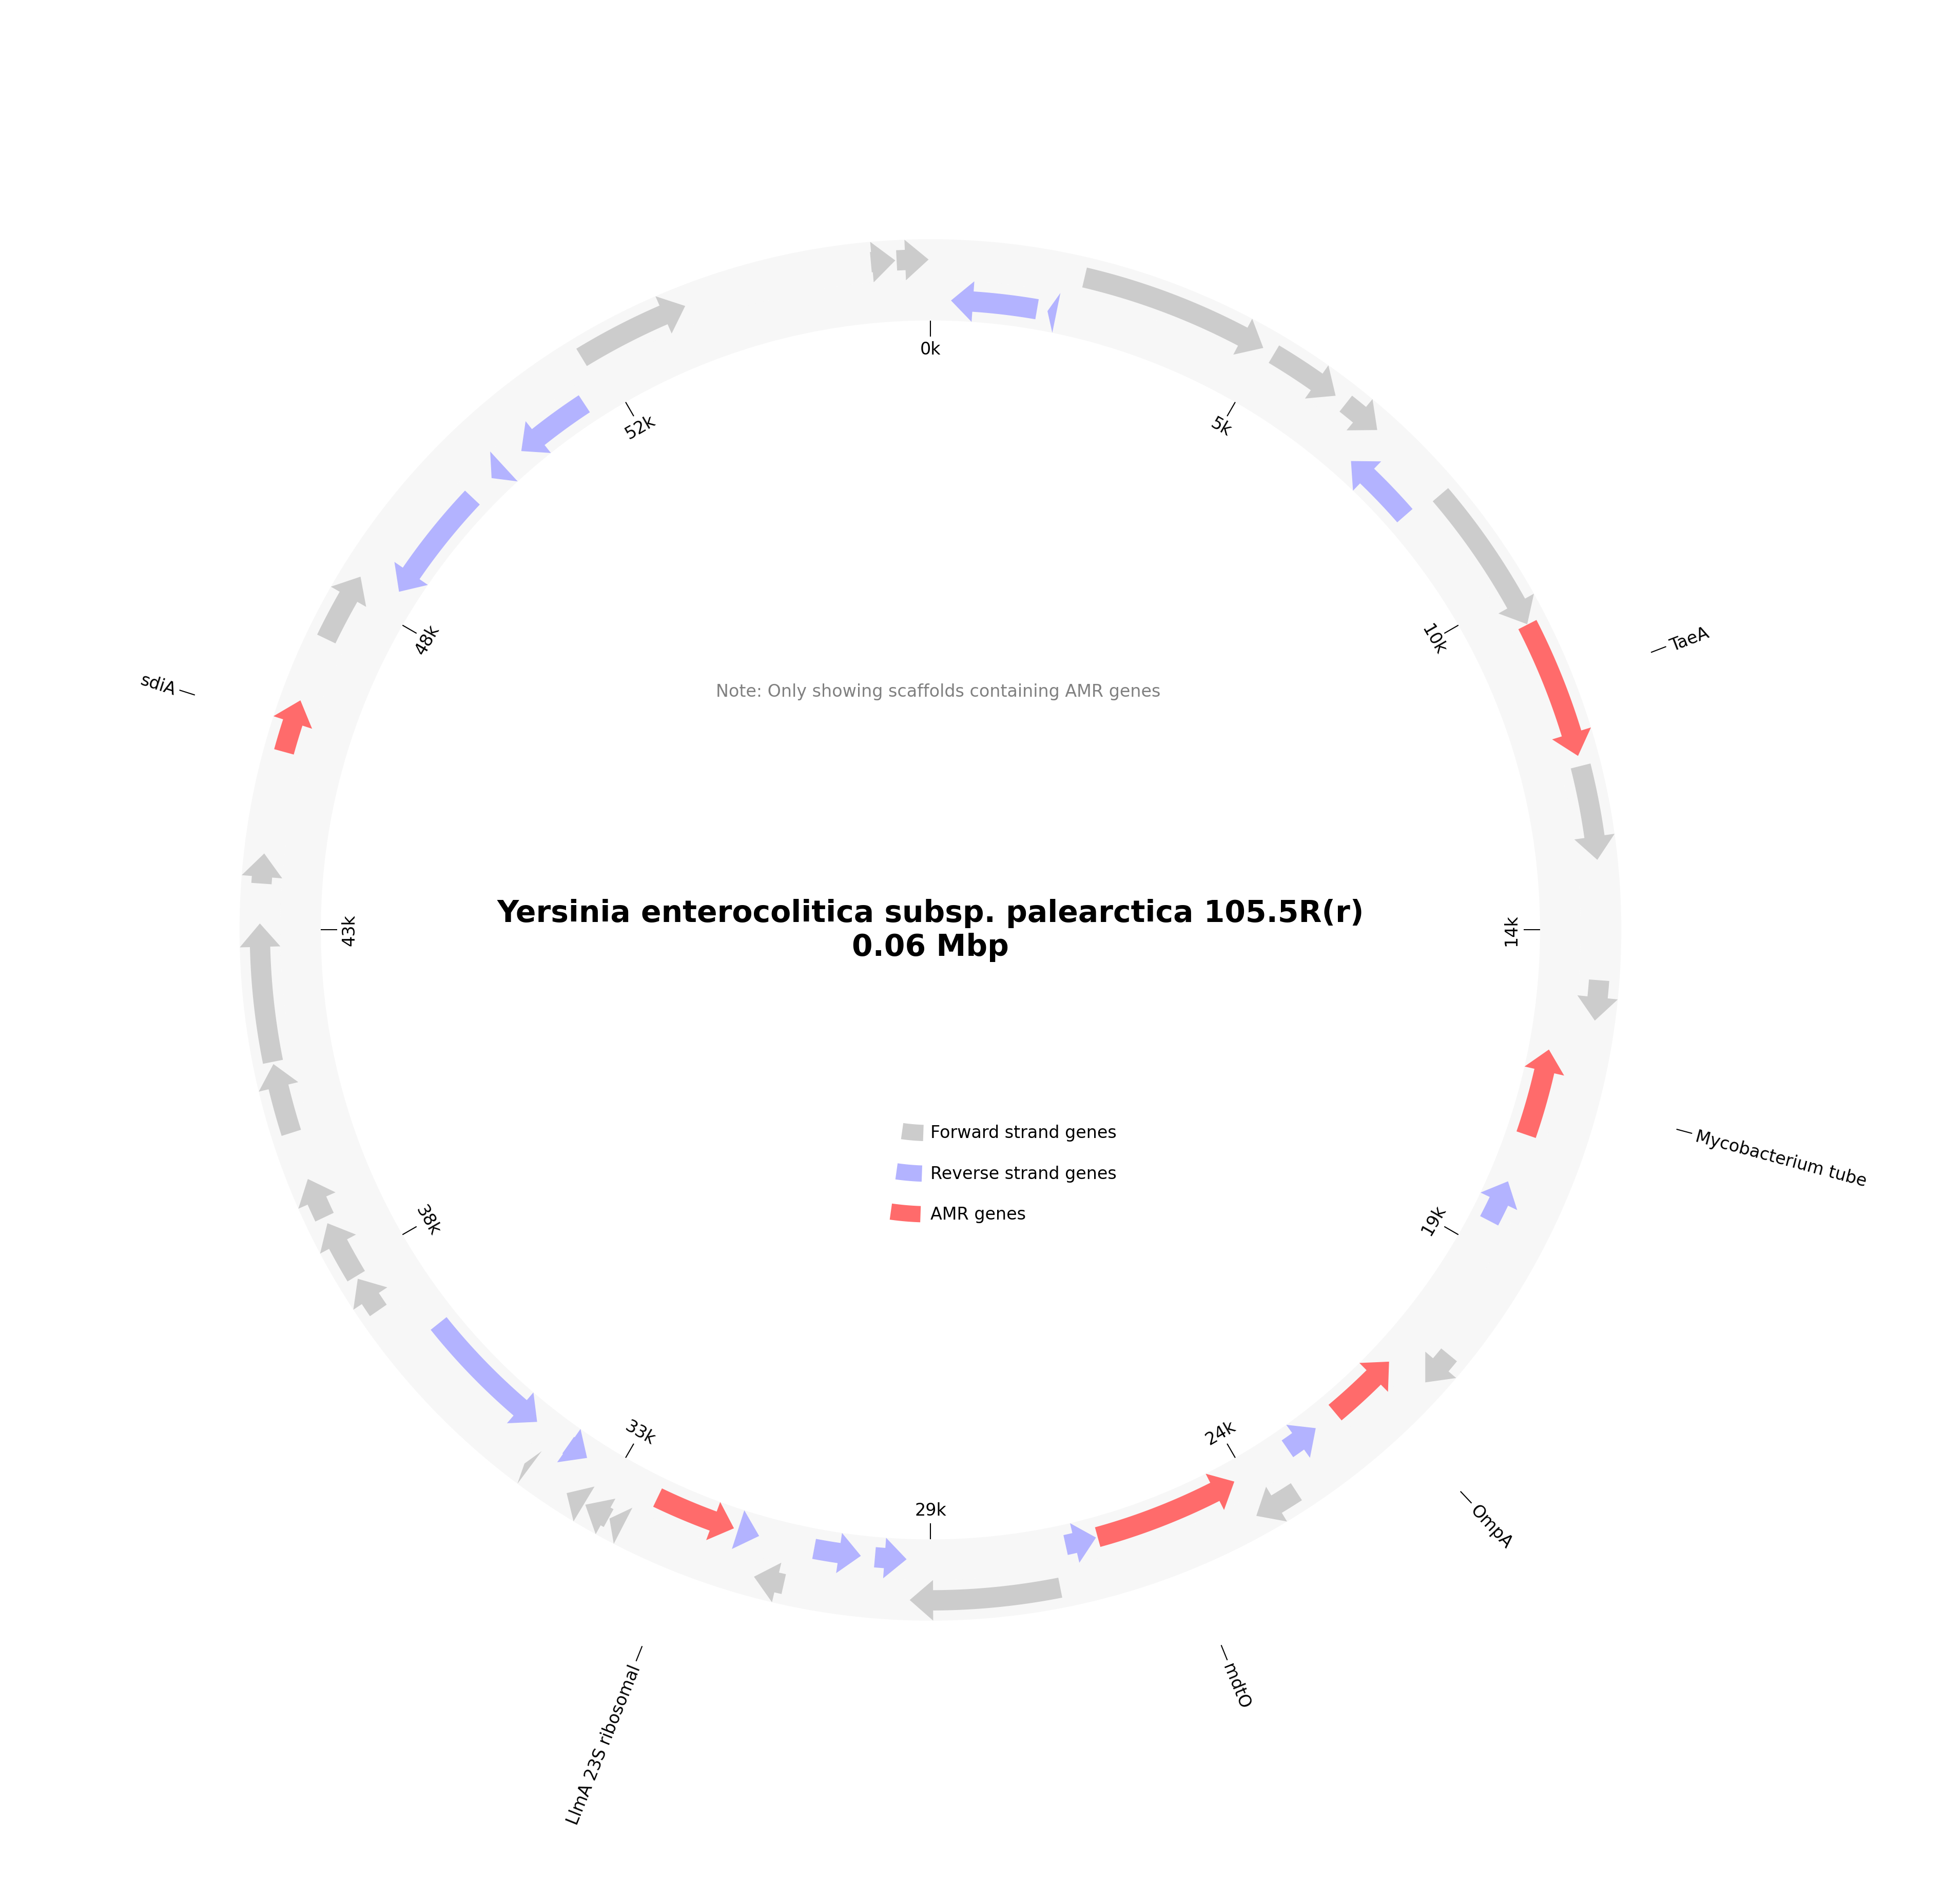 0k
52k
5k
48k
10k
TaeA
sdiA
Note: Only showing scaffolds containing AMR genes
Yersinia enterocolitica subsp. palearctica 105.5R(r)
0.06 Mbp
43k
14k
Forward strand genes
Reverse strand genes
AMR genes
Mycobacterium tube
38k
19k
33k
24k
29k
OmpA
LlmA 23S ribosomal
mdtO